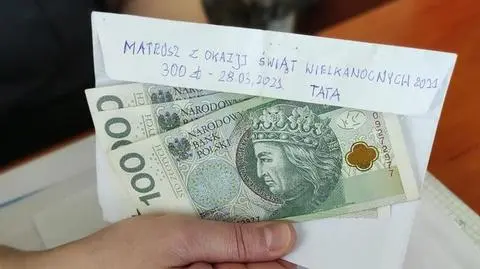 MATEUSZ Z OKAZJI ŚWIĄT WIELKANOCNYCH 2021
300 zł - 28.03.2021
TATA
NARODOWY
NARODOWY
NARODOWY
BANK
POLSKI
100